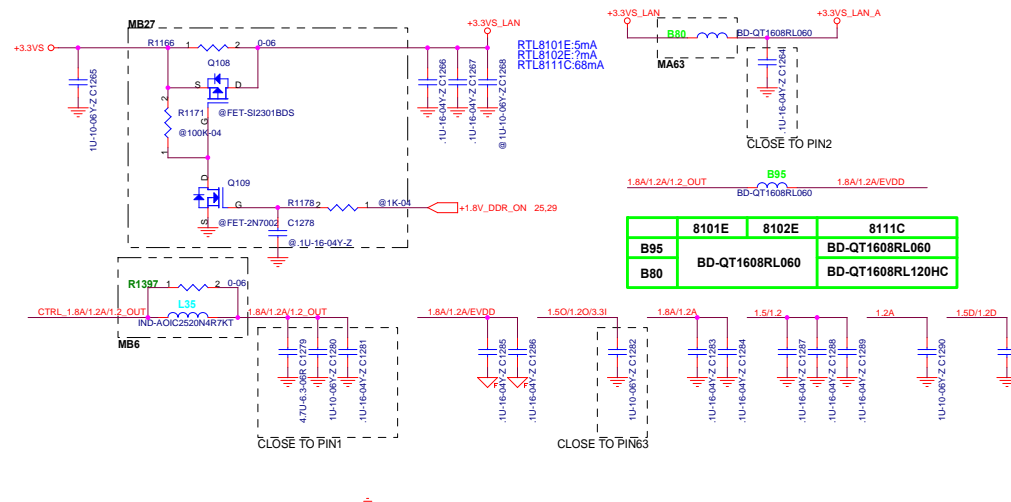 MB27
+3.3VS
R1166
1
2
0-06
Q108
S
D
G
@FET-SI2301BDS
2
R1171
@100K-04
1
1U-10-06Y-Z C1265
D
Q109
G
S
@FET-2N7002
R1178
2
1
@1K-04
C1278
@.1U-16-04Y-Z
+1.8V_DDR_ON 25,29
+3.3VS_LAN
RTL8101E:5mA
RTL8102E:?mA
RTL8111C:68mA
.1U-16-04Y-Z C1266
.1U-16-04Y-Z C1267
@1U-10-06Y-Z C1268
+3.3VS_LAN
+3.3VS_LAN_A
B80
BD-QT1608RL060
MA63
.1U-16-04Y-Z C1264
CLOSE TO PIN2
B95
1.8A/1.2A/1.2_OUT
1.8A/1.2A/EVDD
BD-QT1608RL060
8101E 8102E 8111C
B95 BD-QT1608RL060 BD-QT1608RL060
B80 BD-QT1608RL120HC
R1397
1
2
0-06
CTRL_1.8A/1.2A/1.2_OUT
L35
1.8A/1.2A/1.2_OUT
IND-AOIC2520N4R7KT
MB6
4.7U-6.3-06R C1279
1U-10-06Y-Z C1280
.1U-16-04Y-Z C1281
CLOSE TO PIN1
1.8A/1.2A/EVDD
.1U-16-04Y-Z C1285
.1U-16-04Y-Z C1286
F
F
1.5O/1.2O/3.3I
1U-10-06Y-Z C1282
CLOSE TO PIN63
1.8A/1.2A
.1U-16-04Y-Z C1283
.1U-16-04Y-Z C1284
1.5/1.2
.1U-16-04Y-Z C1287
.1U-16-04Y-Z C1288
.1U-16-04Y-Z C1289
1.2A
1U-10-06Y-Z C1290
1.5D/1.2D